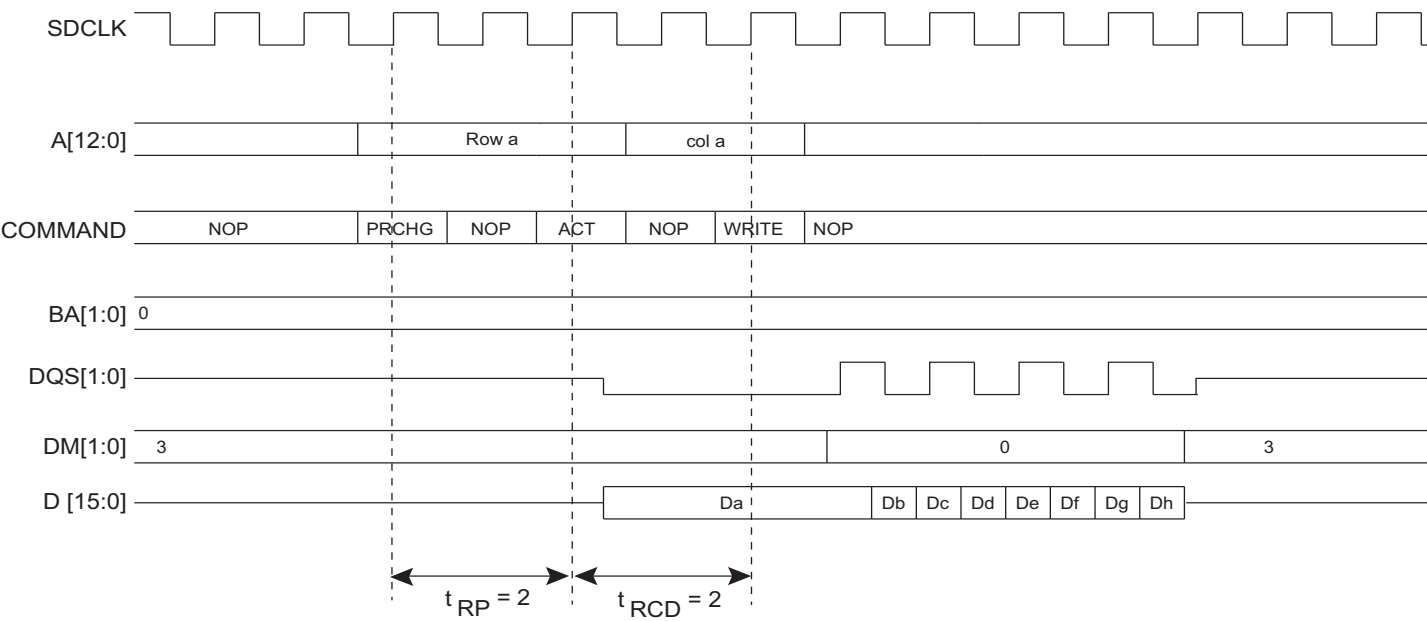 SDCLK
A[12:0] Row a col a
COMMAND NOP PRCHG NOP ACT NOP WRITE NOP
BA[1:0] 0
DQS[1:0]
DM[1:0] 3 0 3
D [15:0] Da Db Dc Dd De Df Dg Dh
t RP = 2 t RCD = 2